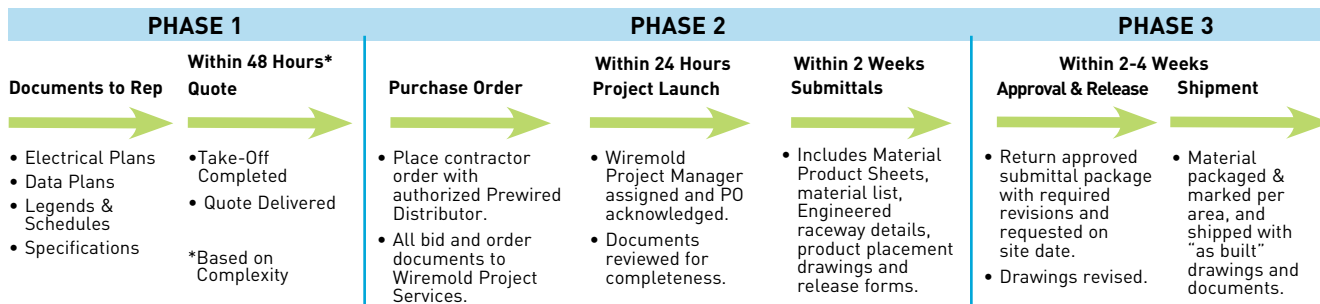 PHASE 1
Documents to Rep
• Electrical Plans
• Data Plans
• Legends &
Schedules
• Specifications
Within 48 Hours*
Quote
•Take-Off
Completed
• Quote Delivered
*Based on
Complexity
PHASE 2
Purchase Order
• Place contractor
order with
authorized Prewired
Distributor.
• All bid and order
documents to
Wiremold Project
Services.
Within 24 Hours
Project Launch
• Wiremold
Project Manager
assigned and PO
acknowledged.
• Documents
reviewed for
completeness.
Within 2 Weeks
Submittals
• Includes Material
Product Sheets,
material list,
Engineered
raceway details,
product placement
drawings and
release forms.
PHASE 3
Within 2-4 Weeks
Approval & Release
• Return approved
submittal package
with required
revisions and
requested on
site date.
• Drawings revised.
Shipment
• Material
packaged &
marked per
area, and
shipped with
“as built”
drawings and
documents.